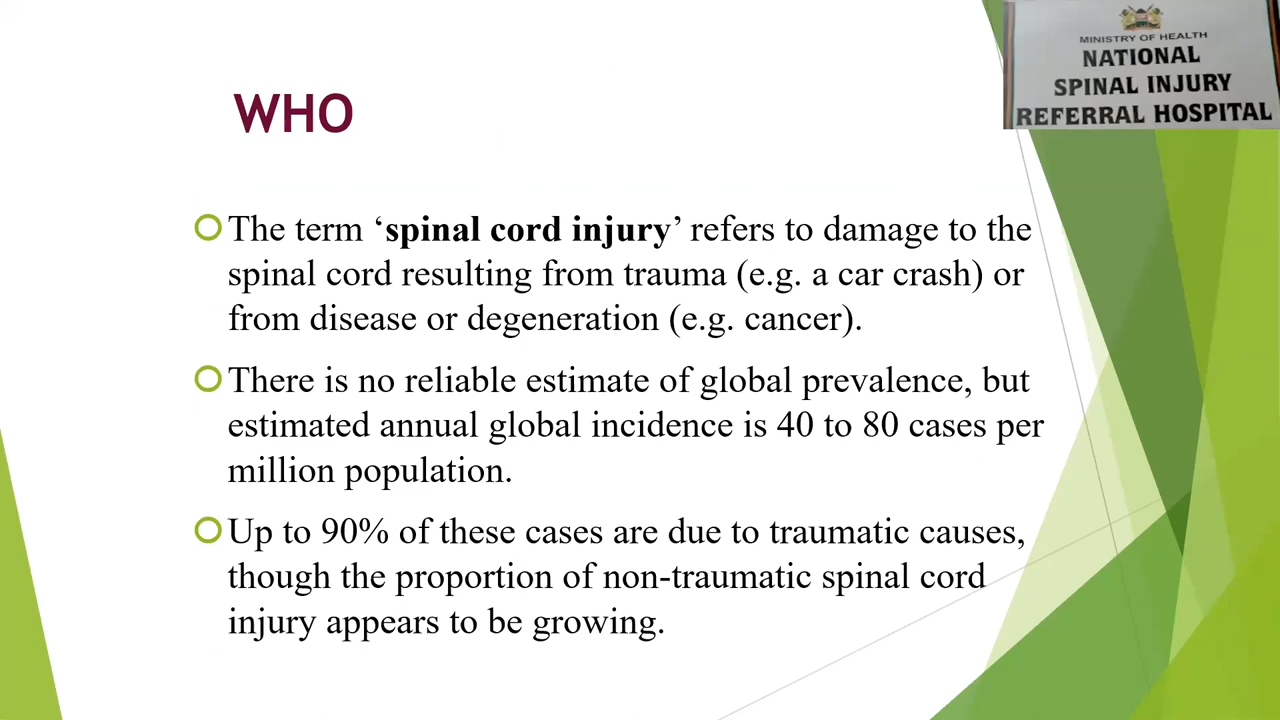 MINISTRY OF HEALTH
NATIONAL
SPINAL INJURY
REFERRAL HOSPITAL
WHO
The term ‘spinal cord injury’ refers to damage to the
spinal cord resulting from trauma (e.g. a car crash) or
from disease or degeneration (e.g. cancer).
There is no reliable estimate of global prevalence, but
estimated annual global incidence is 40 to 80 cases per
million population.
Up to 90% of these cases are due to traumatic causes,
though the proportion of non-traumatic spinal cord
injury appears to be growing.